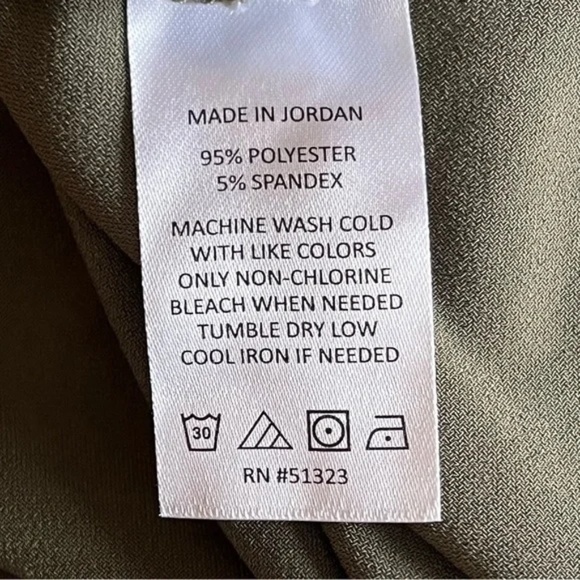 MADE IN JORDAN
95% POLYESTER
5% SPANDEX
MACHINE WASH COLD
WITH LIKE COLORS
ONLY NON-CHLORINE
BLEACH WHEN NEEDED
TUMBLE DRY LOW
COOL IRON IF NEEDED
30
RN #51323